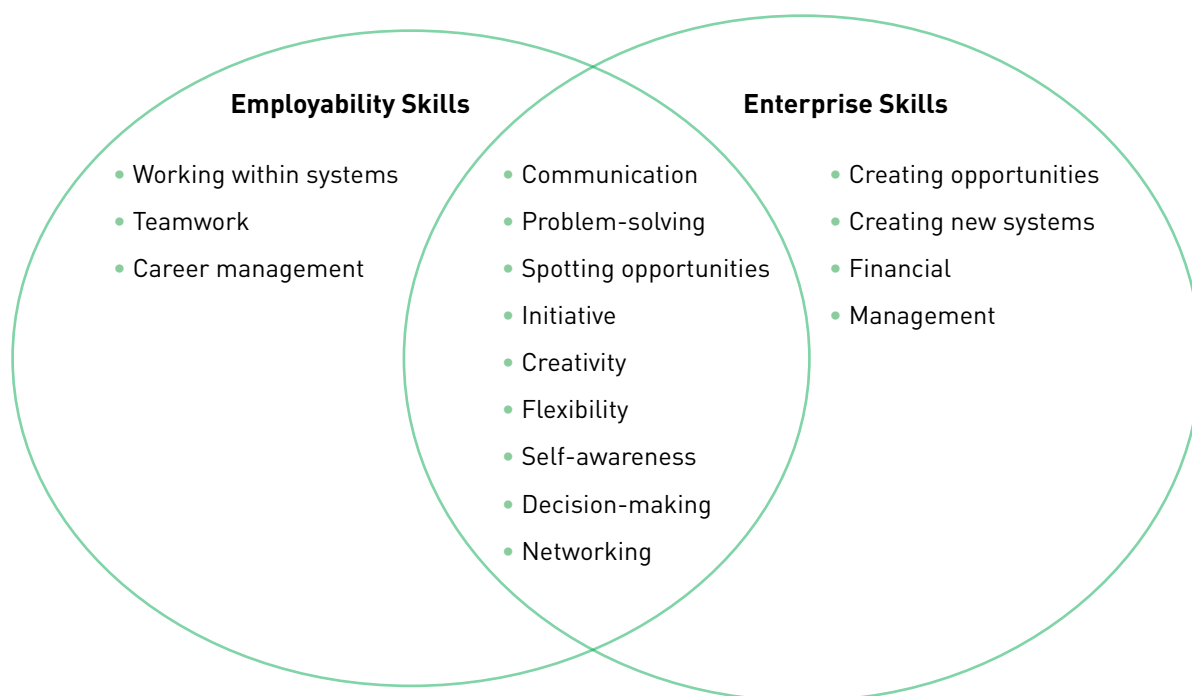 Employability Skills
• Working within systems
• Teamwork
• Career management
• Communication
• Problem-solving
• Spotting opportunities
• Initiative
• Creativity
• Flexibility
• Self-awareness
• Decision-making
• Networking
Enterprise Skills
• Creating opportunities
• Creating new systems
• Financial
• Management